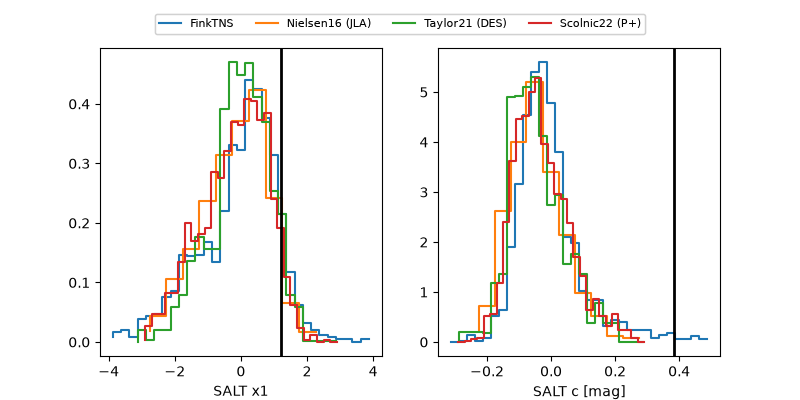 FinkTNS Nielsen16 (JLA) Taylor21 (DES) Scolnic22 (P+)
0.4
0.3
0.2
0.1
0.0
−4 −2 0 2 4
SALT x1
5
4
3
2
1
0
−0.2 0.0 0.2 0.4
SALT c [mag]